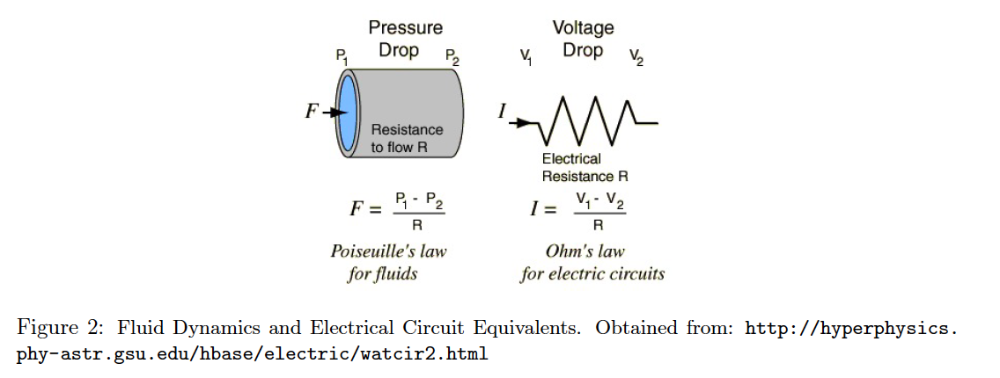 Pressure
Drop
P1 P2
F
Resistance
to flow R
F = P1 - P2
R
Poiseuille's law
for fluids
Voltage
Drop
V1 V2
I
Electrical
Resistance R
I = V1 - V2
R
Ohm's law
for electric circuits
Figure 2: Fluid Dynamics and Electrical Circuit Equivalents. Obtained from: http://hyperphysics.
phy-astr.gsu.edu/hbase/electric/watcir2.html